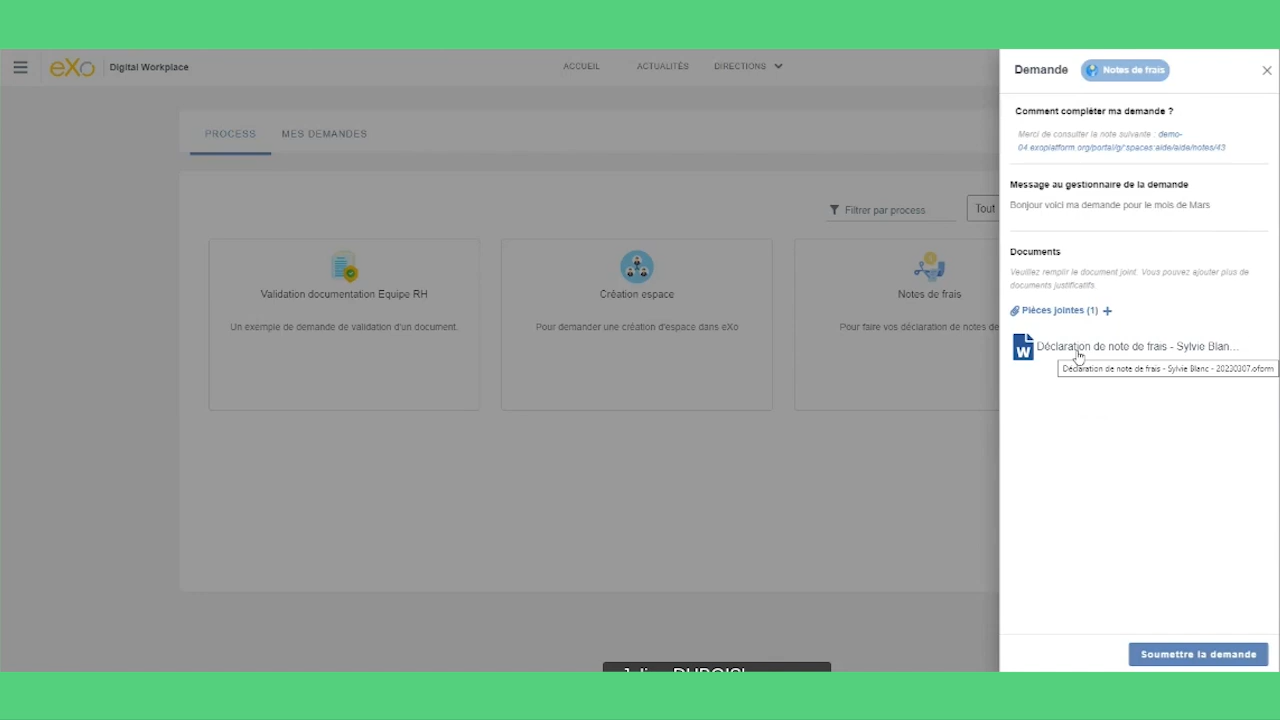 eXo Digital Workplace
ACCUEIL
ACTUALITÉS
DIRECTIONS
PROCESS
MES DEMANDES
Filtrer par process
Tout
Validation documentation Equipe RH
Un exemple de demande de validation d'un document.
Création espace
Pour demander une création d'espace dans eXo
Notes de frais
Pour faire vos déclaration de notes de
Demande
Notes de frais
Comment compléter ma demande ?
Merci de consulter la note suivante : demo-
04.exoplatform.org/portal/g/:spaces:aide/aide/notes/43
Message au gestionnaire de la demande
Bonjour voici ma demande pour le mois de Mars
Documents
Veuillez remplir le document joint. Vous pouvez ajouter plus de
documents justificatifs.
Pièces jointes (1) +
W
Déclaration de note de frais - Sylvie Blan...
Déclaration de note de frais - Sylvie Blanc - 20230307.oform
Soumettre la demande